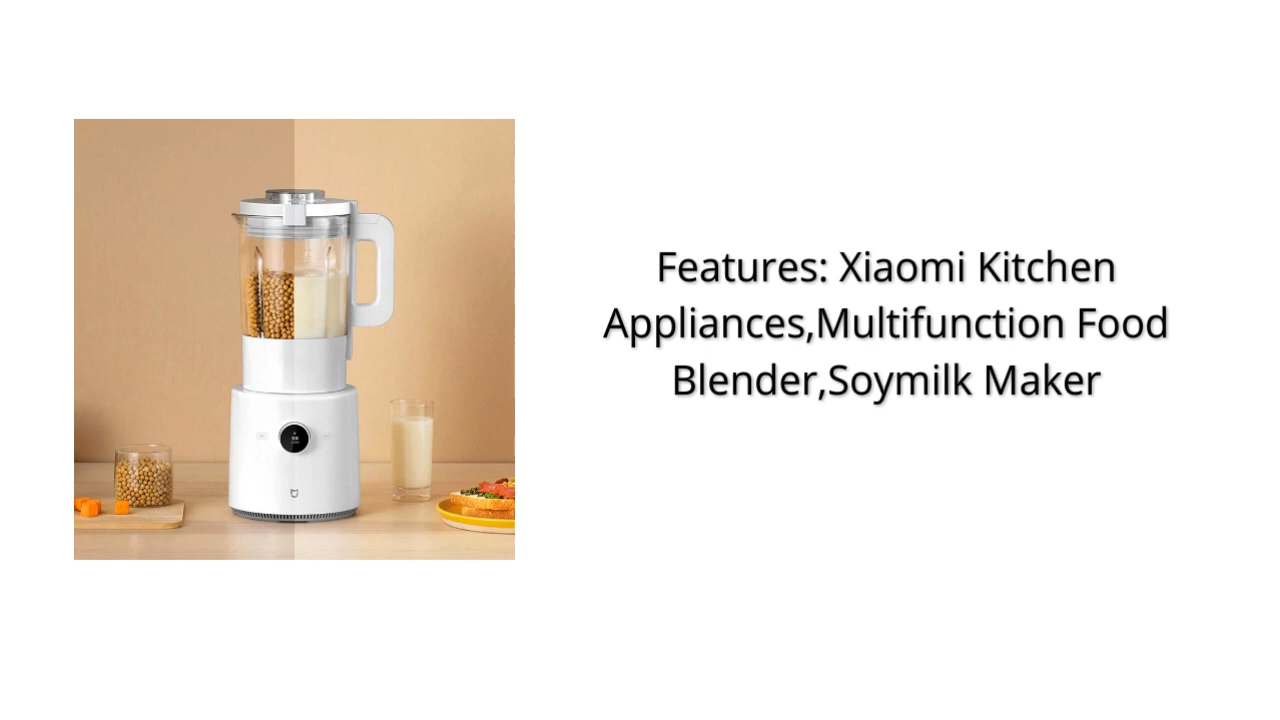 Features: Xiaomi Kitchen
Appliances,Multifunction Food
Blender,Soymilk Maker